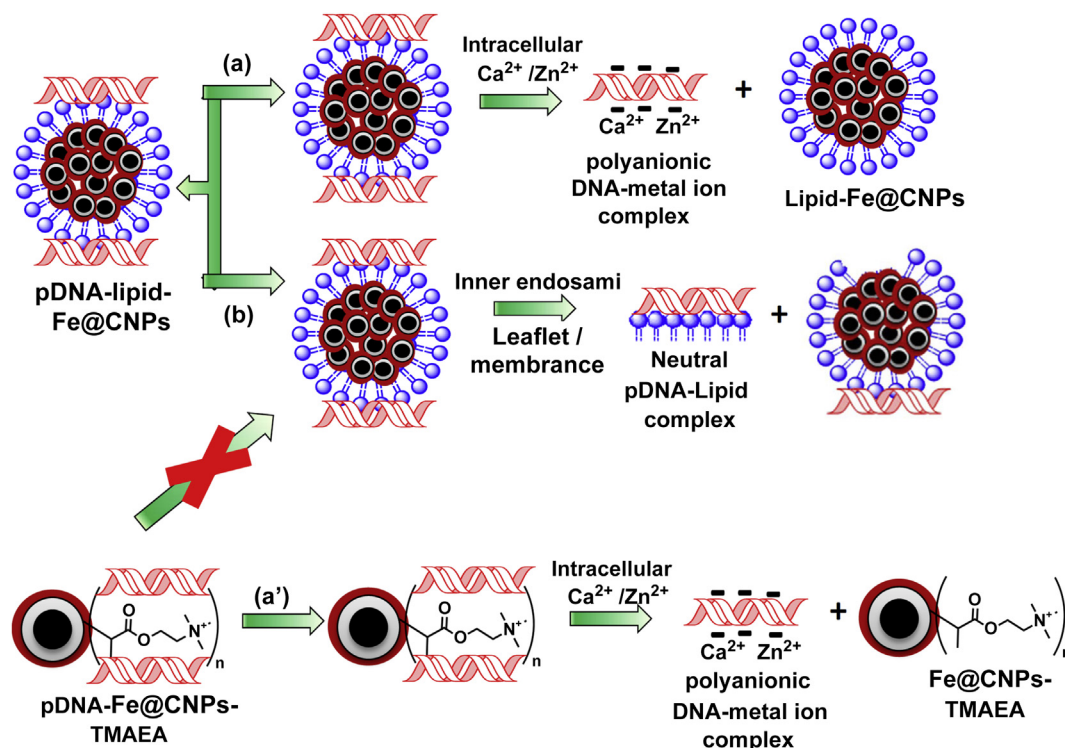 (a)
Intracellular
Ca²⁺ /Zn²⁺
+
Ca²⁺ Zn²⁺
polyanionic
DNA-metal ion
complex
Lipid-Fe@CNPs
pDNA-lipid-
Fe@CNPs
(b)
Inner endosami
Leaflet /
membrance
+
Neutral
pDNA-Lipid
complex
(a')
Intracellular
Ca²⁺ /Zn²⁺
O
O
N⁺·
n
O
O
N⁺·
n
+
O
O
N⁺·
n
Ca²⁺ Zn²⁺
polyanionic
DNA-metal ion
complex
pDNA-Fe@CNPs-
TMAEA
Fe@CNPs-
TMAEA